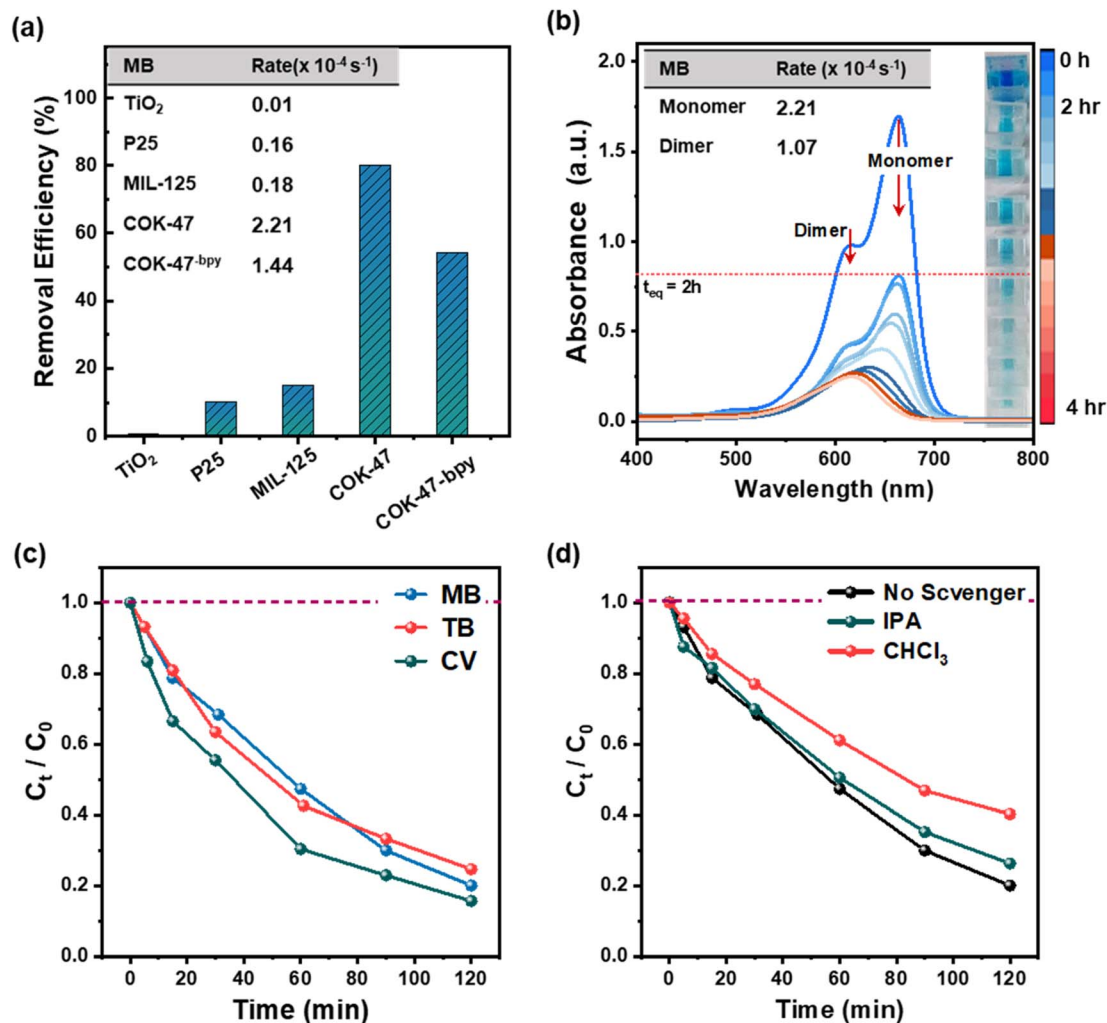 (a)
MB Rate(x 10⁻⁴ s⁻¹)
TiO₂ 0.01
P25 0.16
MIL-125 0.18
COK-47 2.21
COK-47⁻ᵇᵖʸ 1.44
Removal Efficiency (%)
100
80
60
40
20
0
TiO₂ P25 MIL-125 COK-47 COK-47-bpy
(b)
MB Rate (x 10⁻⁴ s⁻¹)
Monomer 2.21
Dimer 1.07
Monomer
Dimer
t_eq = 2h
Absorbance (a.u.)
2.0
1.5
1.0
0.5
0.0
400 500 600 700 800
Wavelength (nm)
0 h
2 hr
4 hr
(c)
MB
TB
CV
C_t / C_0
1.0
0.8
0.6
0.4
0.2
0.0
0 20 40 60 80 100 120
Time (min)
(d)
No Scvenger
IPA
CHCl₃
C_t / C_0
1.0
0.8
0.6
0.4
0.2
0.0
0 20 40 60 80 100 120
Time (min)